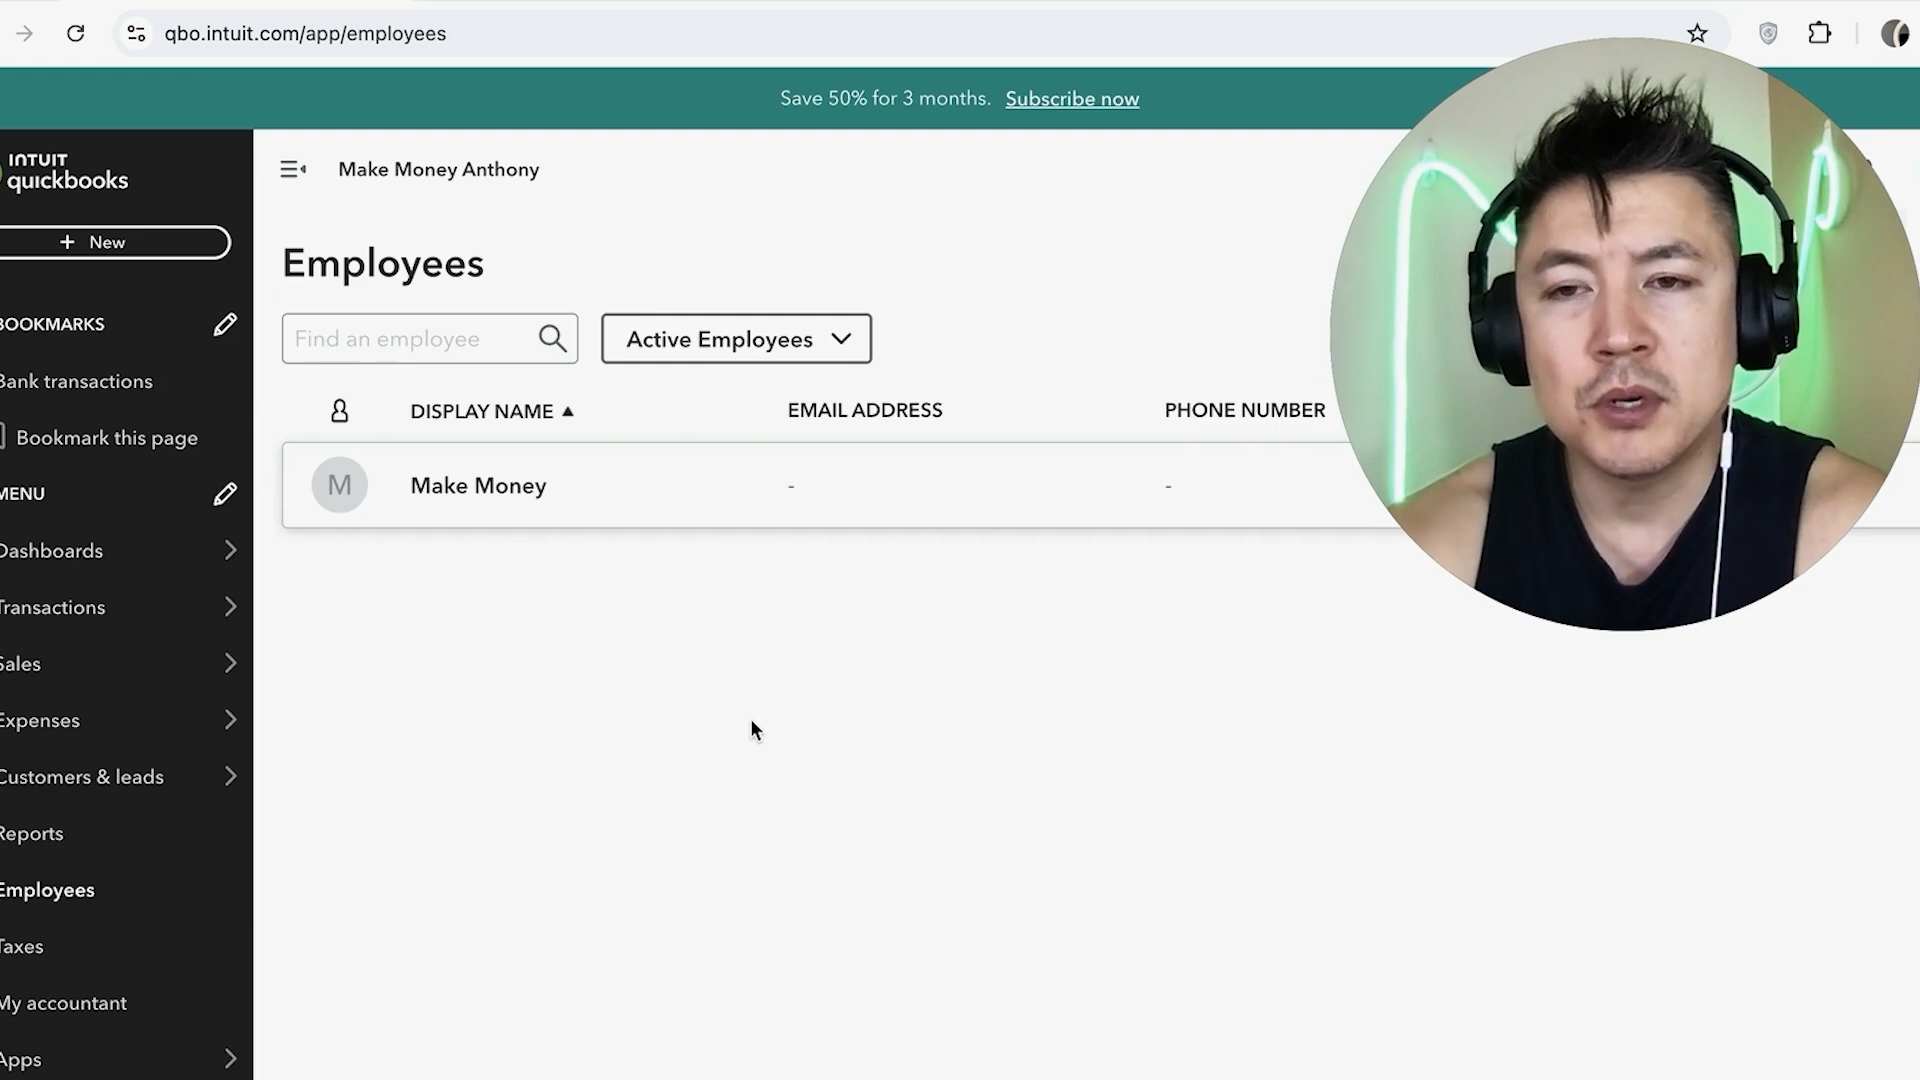 qbo.intuit.com/app/employees
Save 50% for 3 months. Subscribe now
INTUIT
quickbooks
Make Money Anthony
+ New
Employees
BOOKMARKS
Find an employee
Active Employees
Bank transactions
DISPLAY NAME ▲ EMAIL ADDRESS PHONE NUMBER
Bookmark this page
M Make Money - -
MENU
Dashboards
Transactions
Sales
Expenses
Customers & leads
Reports
Employees
Taxes
My accountant
Apps